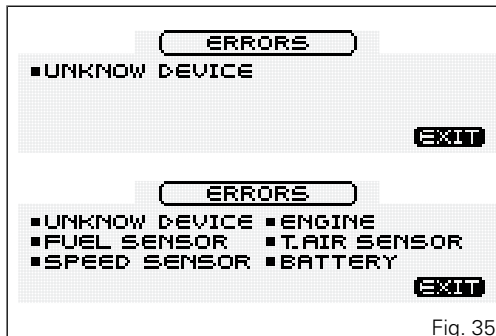 ERRORS
▪UNKNOW DEVICE
EXIT
ERRORS
▪UNKNOW DEVICE ▪ENGINE
▪FUEL SENSOR ▪T.AIR SENSOR
▪SPEED SENSOR ▪BATTERY
EXIT
Fig. 35